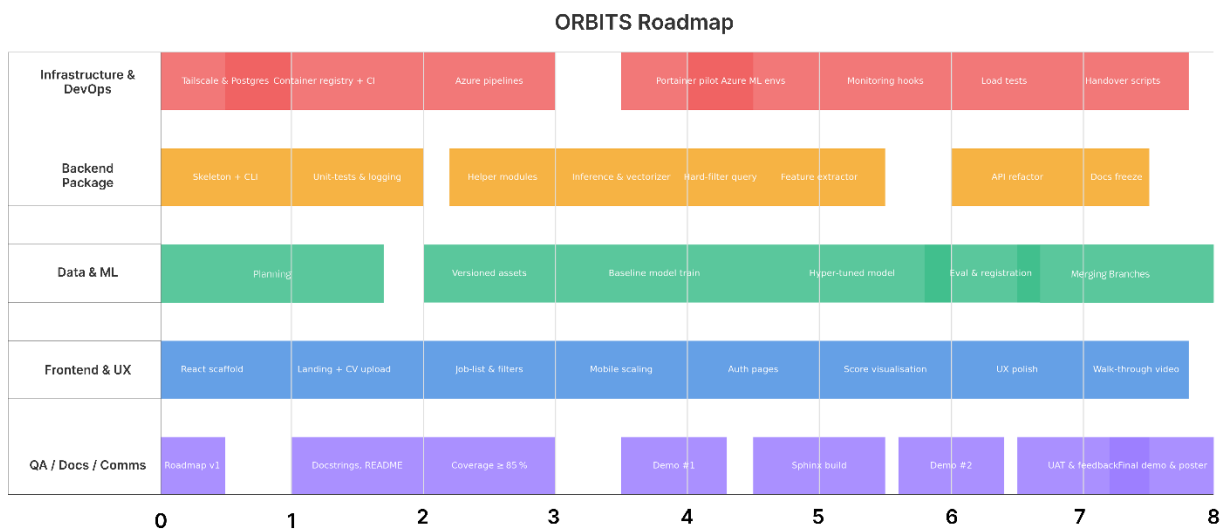 ORBITS Roadmap
Infrastructure &
DevOps
Tailscale & Postgres
Container registry + CI
Azure pipelines
Portainer pilot
Azure ML envs
Monitoring hooks
Load tests
Handover scripts
Backend
Package
Skeleton + CLI
Unit-tests & logging
Helper modules
Inference & vectorizer
Hard-filter query
Feature extractor
API refactor
Docs freeze
Data & ML
Planning
Versioned assets
Baseline model train
Hyper-tuned model
Eval & registration
Merging Branches
Frontend & UX
React scaffold
Landing + CV upload
Job-list & filters
Mobile scaling
Auth pages
Score visualisation
UX polish
Walk-through video
QA / Docs / Comms
Roadmap v1
Docstrings, README
Coverage ≥ 85 %
Demo #1
Sphinx build
Demo #2
UAT & feedback
Final demo & poster
0 1 2 3 4 5 6 7 8